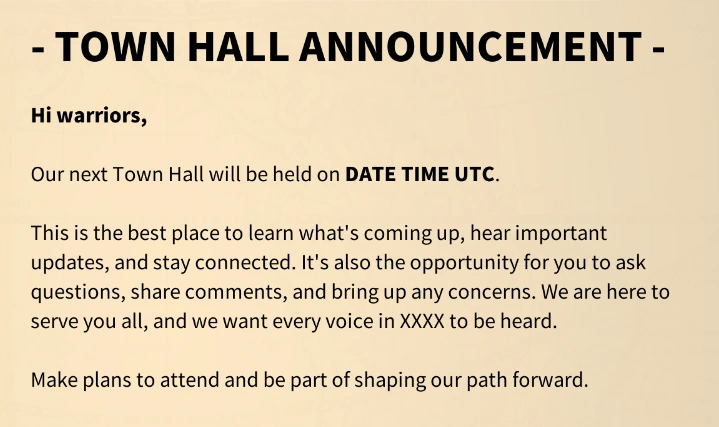 - TOWN HALL ANNOUNCEMENT -
Hi warriors,
Our next Town Hall will be held on DATE TIME UTC.
This is the best place to learn what's coming up, hear important
updates, and stay connected. It's also the opportunity for you to ask
questions, share comments, and bring up any concerns. We are here to
serve you all, and we want every voice in XXXX to be heard.
Make plans to attend and be part of shaping our path forward.